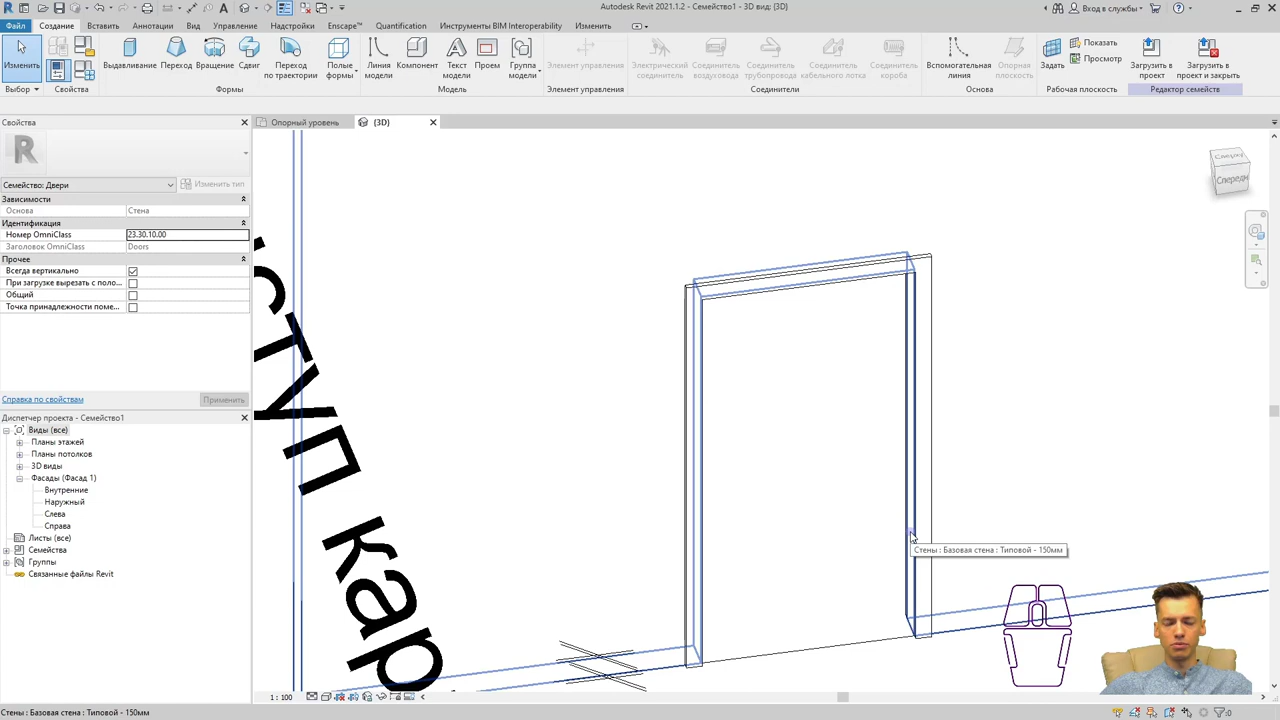 Autodesk Revit 2021.1.2 - Семейство1 - 3D вид: {3D}
Вход в службы
Файл Создание Вставить Аннотации Вид Управление Надстройки Enscape™ Quantification Инструменты BIM Interoperability Изменить
Изменить
Выдавливание
Переход
Вращение
Сдвиг
Переход
по траектории
Полые
формы
Линия
модели
Компонент
Текст
модели
Проем
Группа
модели
Элемент управления
Электрический
соединитель
Соединитель
воздуховода
Соединитель
трубопровода
Соединитель
кабельного лотка
Соединитель
короба
Вспомогательная
линия
Опорная
плоскость
Задать
Показать
Просмотр
Загрузить в
проект
Загрузить в
проект и закрыть
Выбор Свойства Формы Модель Элемент управления Соединители Основа Рабочая плоскость Редактор семейств
Свойства
Опорный уровень
{3D}
R
Семейство: Двери
Изменить тип
Зависимости
Основа Стена
Идентификация
Номер OmniClass 23.30.10.00
Заголовок OmniClass Doors
Прочее
Всегда вертикально
При загрузке вырезать с поло...
Общий
Точка принадлежности поме...
Справка по свойствам
Применить
Диспетчер проекта - Семейство1
Виды (все)
Планы этажей
Планы потолков
3D виды
Фасады (Фасад 1)
Внутренние
Наружный
Слева
Справа
Листы (все)
Семейства
Группы
Связанные файлы Revit
Сверху
Спереди
ступ кар
Стены : Базовая стена : Типовой - 150мм
1 : 100
Стены : Базовая стена : Типовой - 150мм
:0